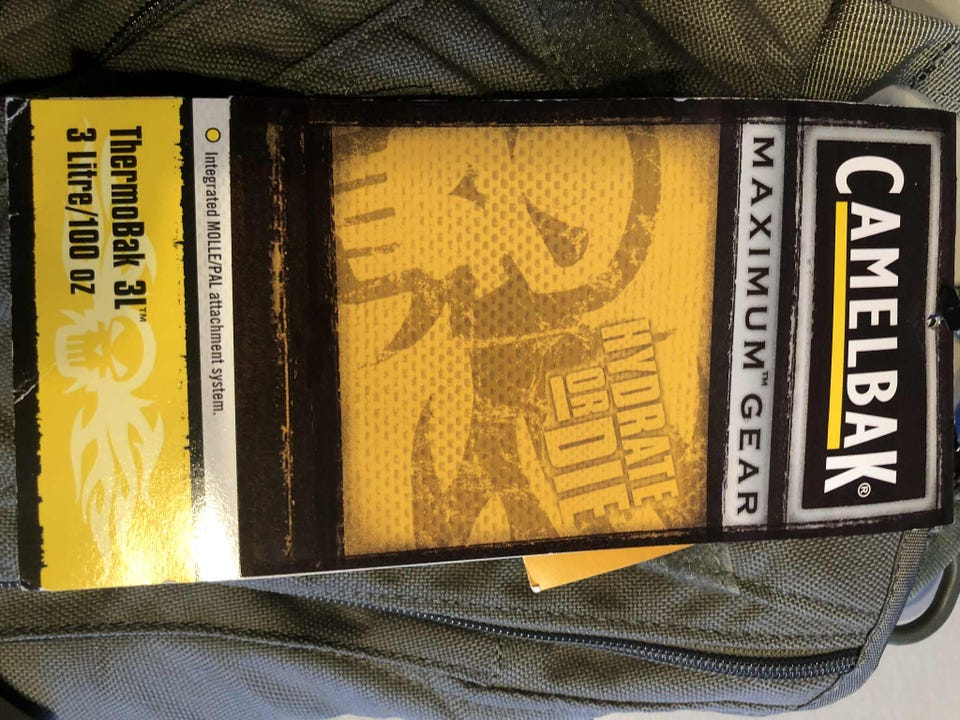 CAMELBAK®
MAXIMUM™ GEAR
HYDRATE
OR DIE
Integrated MOLLE/PAL attachment system.
ThermoBak 3L™
3 Litre/100 oz